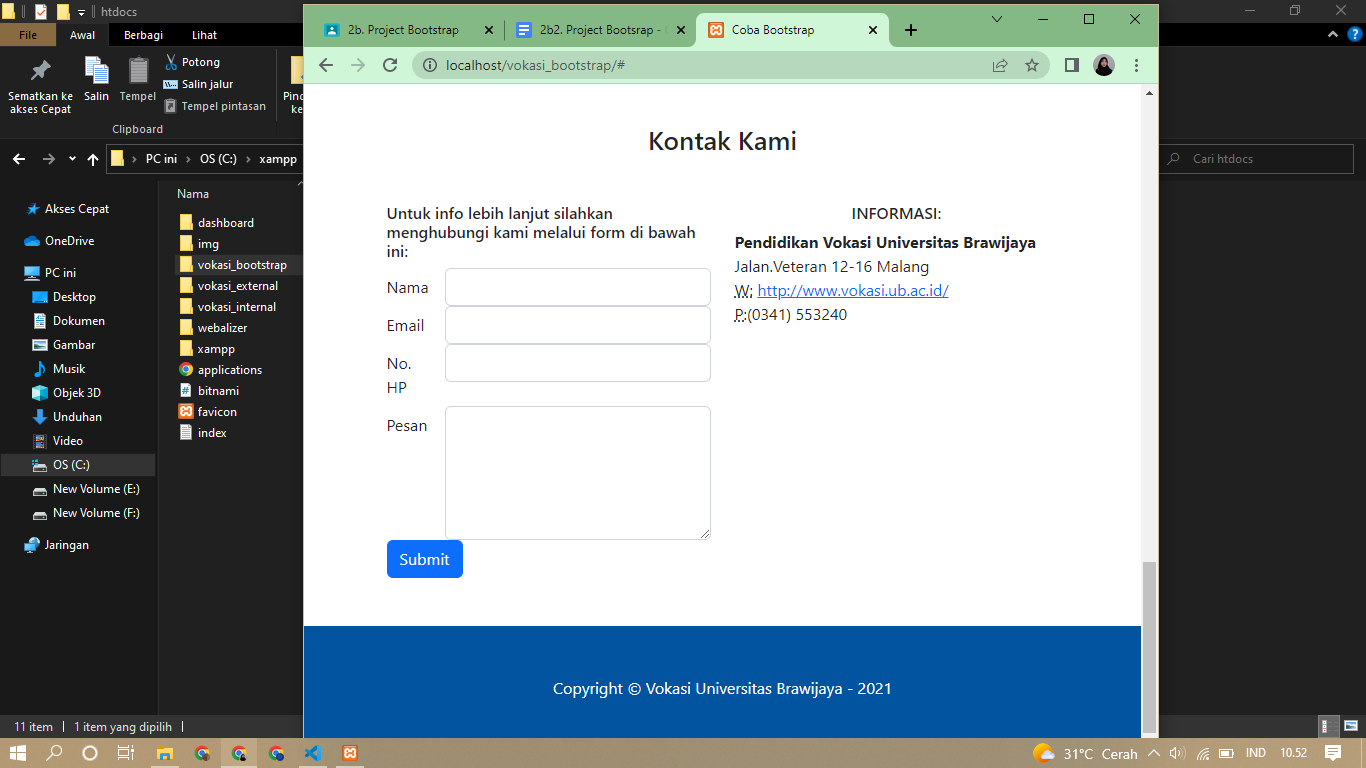 htdocs
File Awal Berbagi Lihat
Sematkan ke akses Cepat
Salin
Tempel
Potong
Salin jalur
Tempel pintasan
Clipboard
PC ini › OS (C:) › xampp
Cari htdocs
Akses Cepat
OneDrive
PC ini
Desktop
Dokumen
Gambar
Musik
Objek 3D
Unduhan
Video
OS (C:)
New Volume (E:)
New Volume (F:)
Jaringan
Nama
dashboard
img
vokasi_bootstrap
vokasi_external
vokasi_internal
webalizer
xampp
applications
bitnami
favicon
index
11 item
1 item yang dipilih
2b. Project Bootstrap
2b2. Project Bootsrap -
Coba Bootstrap
localhost/vokasi_bootstrap/#
Kontak Kami
Untuk info lebih lanjut silahkan
menghubungi kami melalui form di bawah
ini:
Nama
Email
No.
HP
Pesan
Submit
INFORMASI:
Pendidikan Vokasi Universitas Brawijaya
Jalan.Veteran 12-16 Malang
W; http://www.vokasi.ub.ac.id/
P:(0341) 553240
Copyright © Vokasi Universitas Brawijaya - 2021
31°C Cerah
IND
10.52